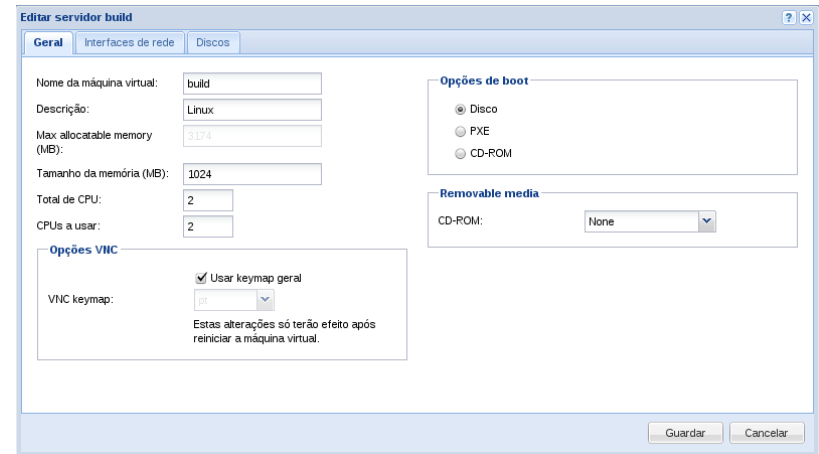 Editar servidor build
Geral
Interfaces de rede
Discos
Nome da máquina virtual: build
Descrição: Linux
Max allocatable memory
(MB): 3174
Tamanho da memória (MB): 1024
Total de CPU: 2
CPUs a usar: 2
Opções VNC
Usar keymap geral
VNC keymap: pt
Estas alterações só terão efeito após
reiniciar a máquina virtual.
Opções de boot
Disco
PXE
CD-ROM
Removable media
CD-ROM: None
Guardar
Cancelar